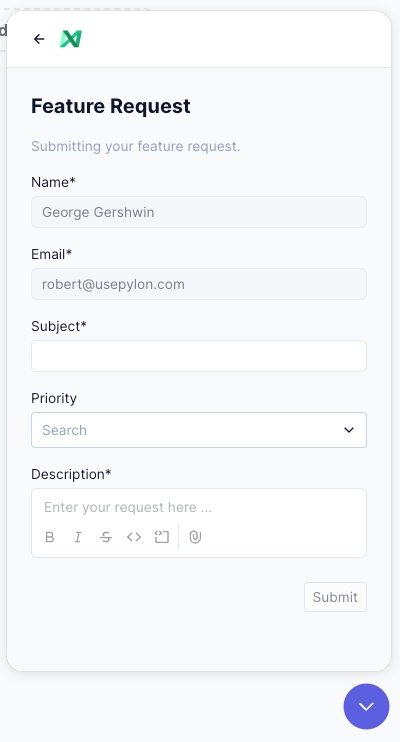 d
Feature Request
Submitting your feature request.
Name*
George Gershwin
Email*
robert@usepylon.com
Subject*
Priority
Search
Description*
Enter your request here ...
B I S
Submit